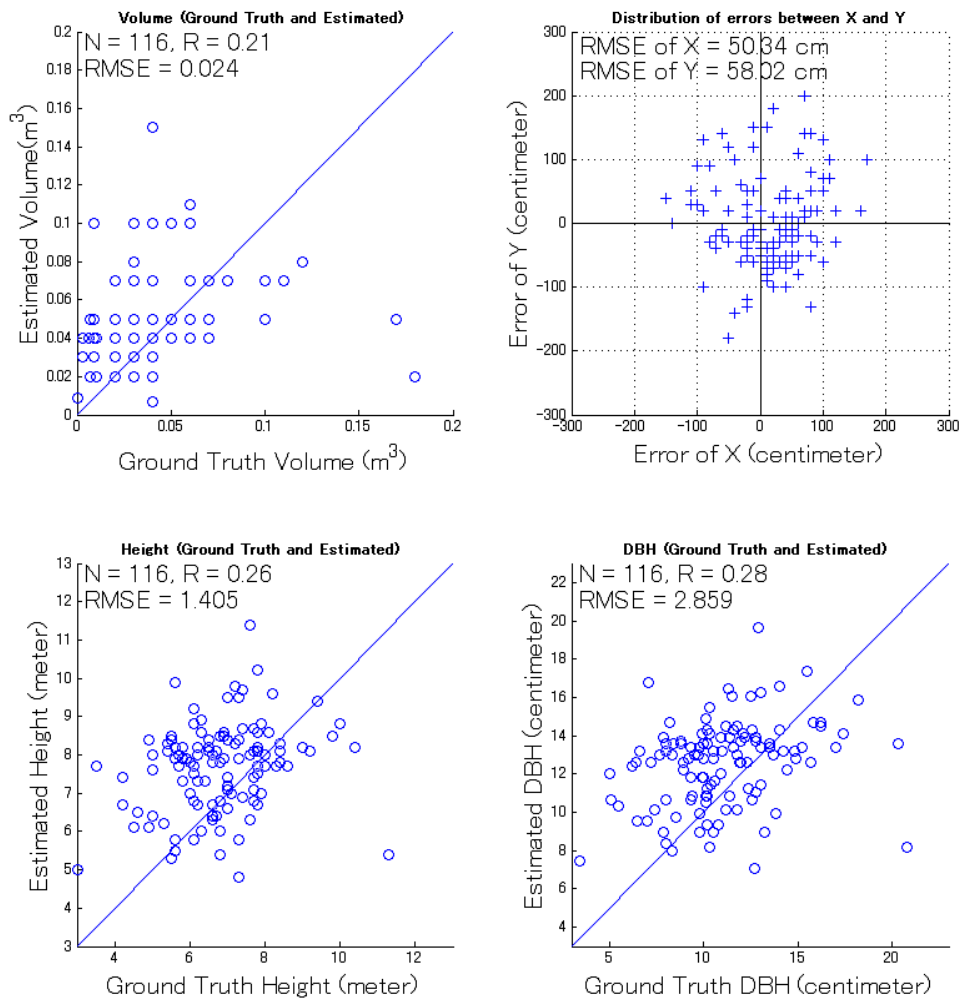 Volume (Ground Truth and Estimated)
N = 116, R = 0.21
RMSE = 0.024
0.2
0.18
0.16
0.14
0.12
0.1
0.08
0.06
0.04
0.02
0
Estimated Volume(m³)
0 0.05 0.1 0.15 0.2
Ground Truth Volume (m³)
Distribution of errors between X and Y
RMSE of X = 50.34 cm
RMSE of Y = 58.02 cm
300
200
100
0
-100
-200
-300
Error of Y (centimeter)
-300 -200 -100 0 100 200 300
Error of X (centimeter)
Height (Ground Truth and Estimated)
N = 116, R = 0.26
RMSE = 1.405
13
12
11
10
9
8
7
6
5
4
3
Estimated Height (meter)
4 6 8 10 12
Ground Truth Height (meter)
DBH (Ground Truth and Estimated)
N = 116, R = 0.28
RMSE = 2.859
22
20
18
16
14
12
10
8
6
4
Estimated DBH (centimeter)
5 10 15 20
Ground Truth DBH (centimeter)